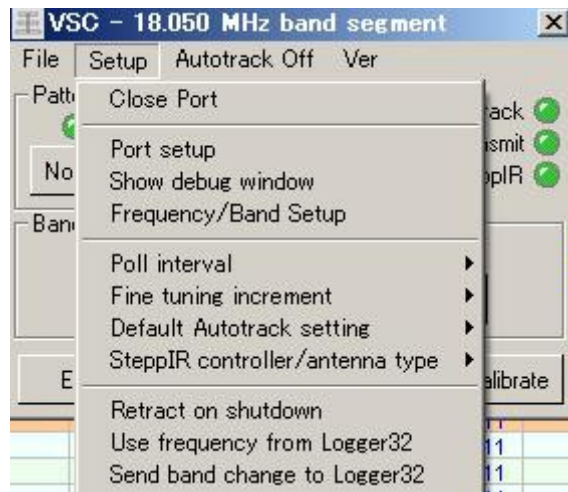 VSC - 18.050 MHz band segment
File Setup Autotrack Off Ver
Close Port
Port setup
Show debug window
Frequency/Band Setup
Poll interval
Fine tuning increment
Default Autotrack setting
SteppIR controller/antenna type
Retract on shutdown
Use frequency from Logger32
11
Send band change to Logger32
11